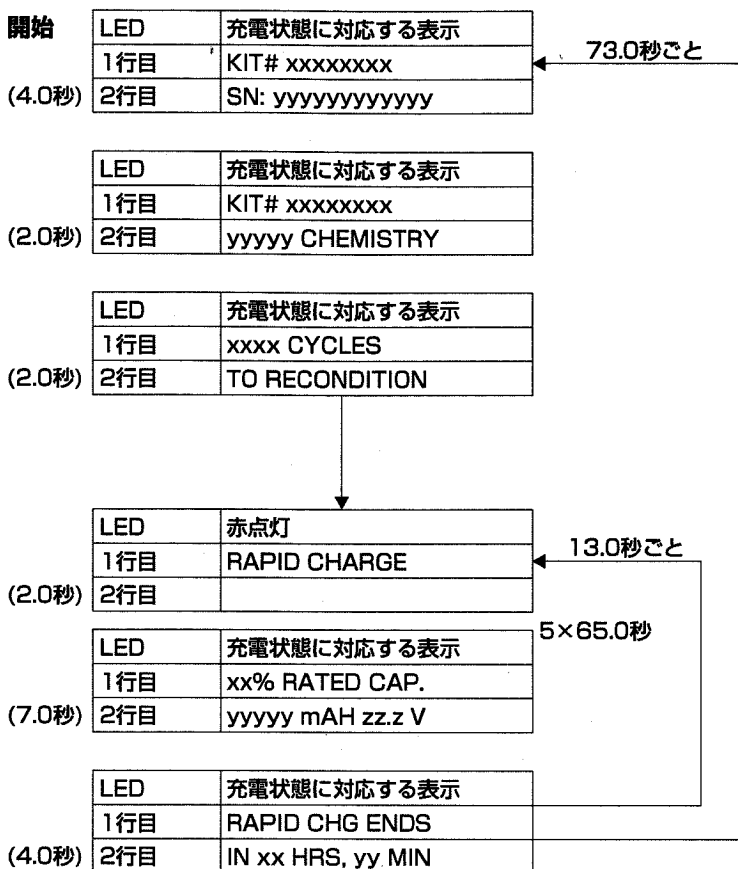 開始 LED 充電状態に対応する表示
1行目 KIT# xxxxxxxx 73.0秒ごと
(4.0秒) 2行目 SN: yyyyyyyyyyyy
LED 充電状態に対応する表示
1行目 KIT# xxxxxxxx
(2.0秒) 2行目 yyyyy CHEMISTRY
LED 充電状態に対応する表示
1行目 xxxx CYCLES
(2.0秒) 2行目 TO RECONDITION
LED 赤点灯
1行目 RAPID CHARGE 13.0秒ごと
(2.0秒) 2行目
5×65.0秒
LED 充電状態に対応する表示
1行目 xx% RATED CAP.
(7.0秒) 2行目 yyyyy mAH zz.z V
LED 充電状態に対応する表示
1行目 RAPID CHG ENDS
(4.0秒) 2行目 IN xx HRS, yy MIN